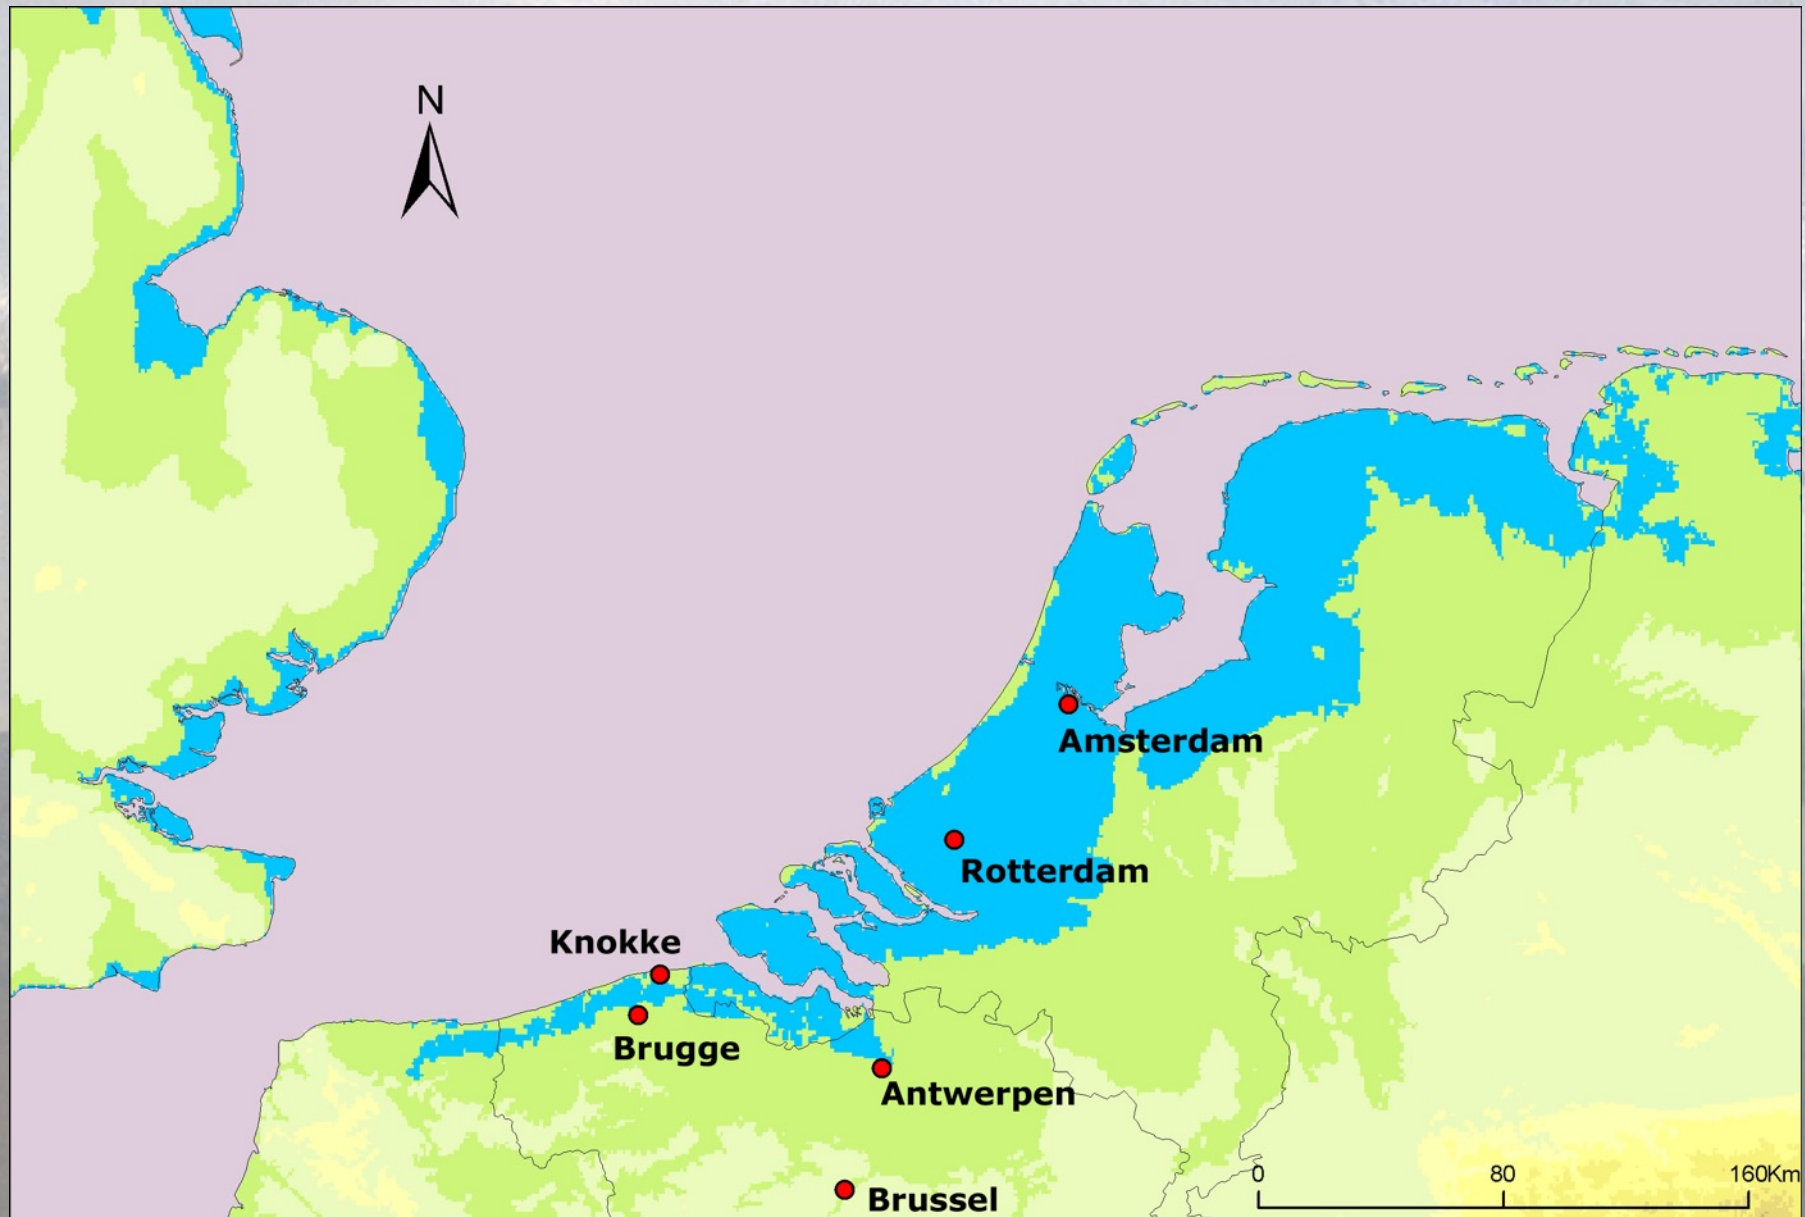 N
Amsterdam
Rotterdam
Knokke
Brugge
Antwerpen
Brussel
0 80 160Km